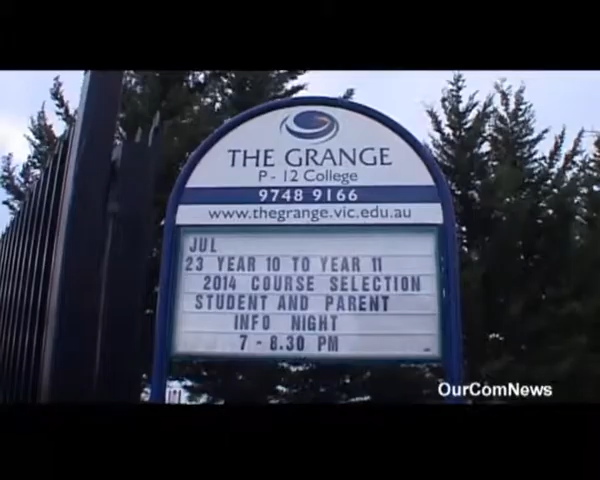 THE GRANGE
P - 12 College
9748 9166
www.thegrange.vic.edu.au
JUL
23 YEAR 10 TO YEAR 11
2014 COURSE SELECTION
STUDENT AND PARENT
INFO NIGHT
7 - 8.30 PM
OurComNews